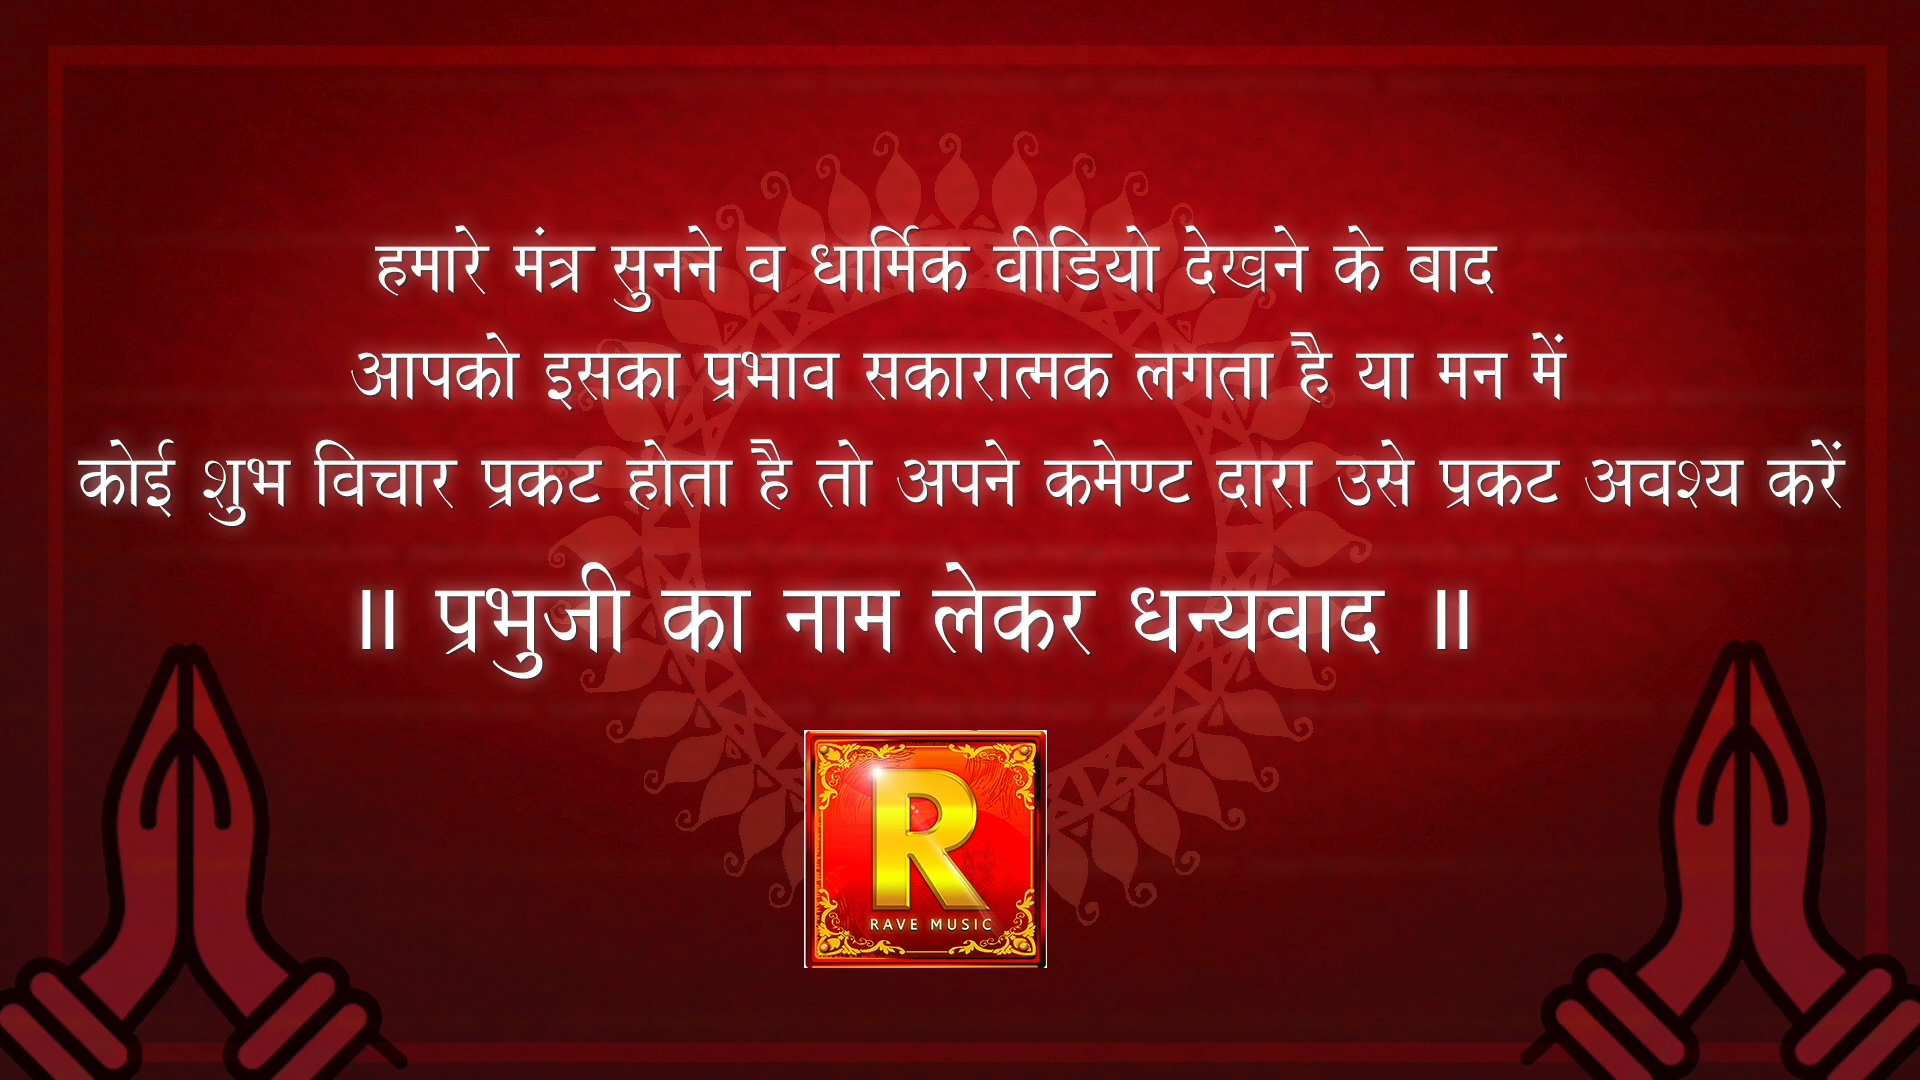 हमारे मंत्र सुनने व धार्मिक वीडियो देखने के बाद
आपको इसका प्रभाव सकारात्मक लगता है या मन में
कोई शुभ विचार प्रकट होता है तो अपने कमेण्ट दारा उसे प्रकट अवश्य करें
॥ प्रभुजी का नाम लेकर धन्यवाद ॥
R
RAVE MUSIC